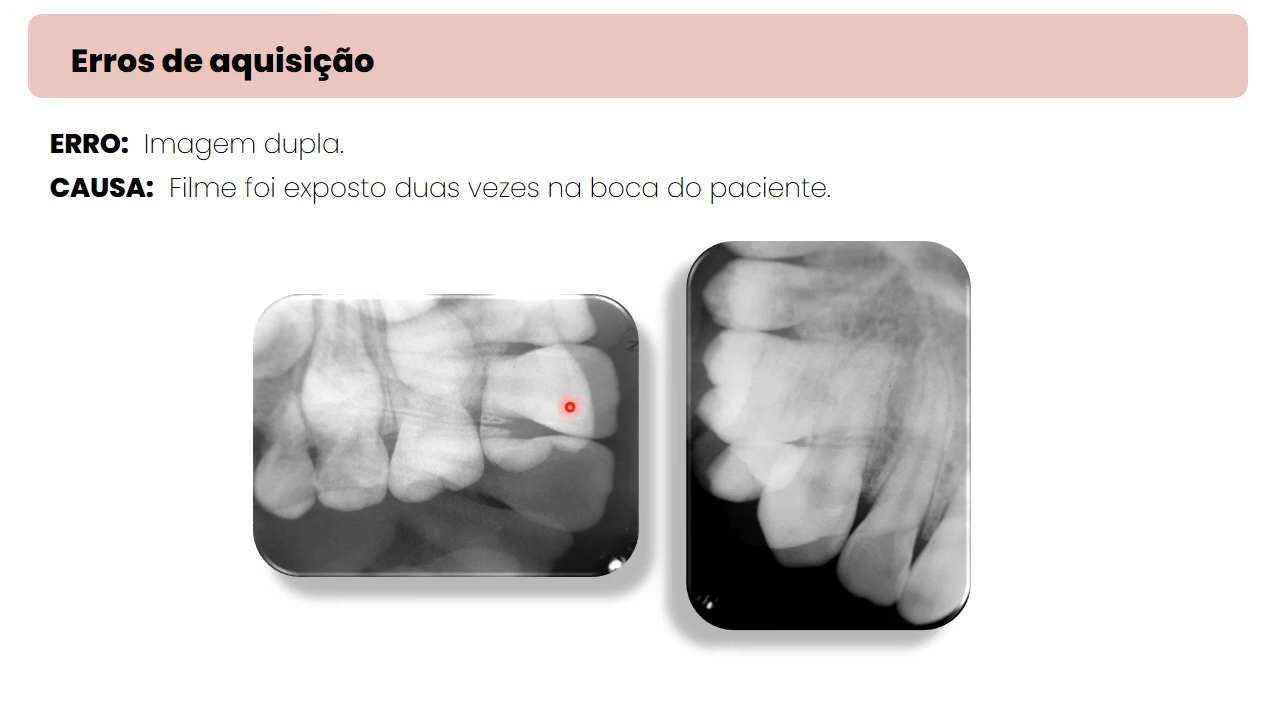 Erros de aquisição
ERRO: Imagem dupla.
CAUSA: Filme foi exposto duas vezes na boca do paciente.